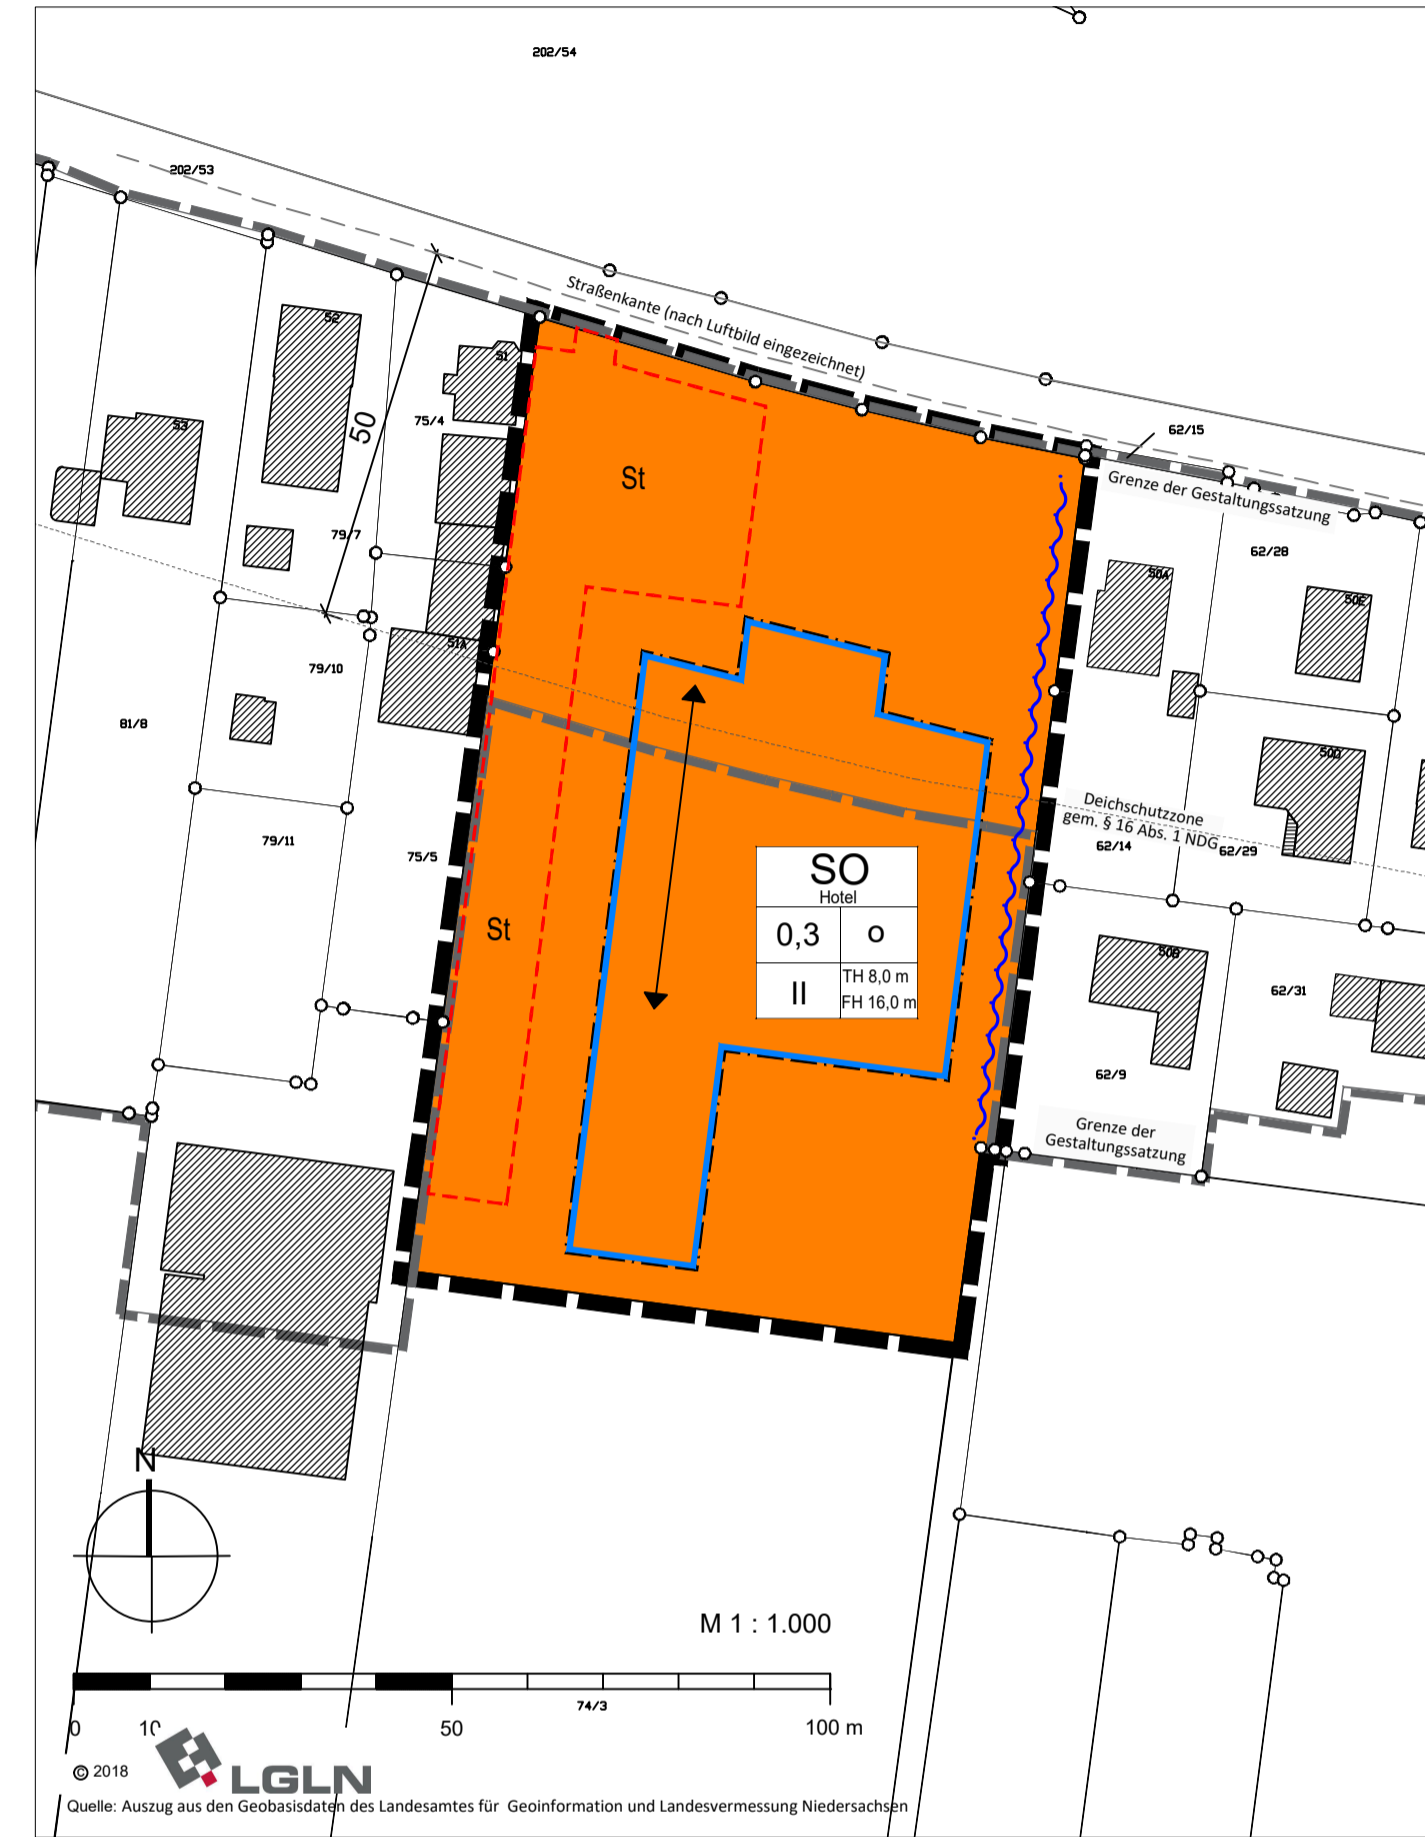 202/54
202/53
Straßenkante (nach Luftbild eingezeichnet)
52
51
53
50
75/4
62/15
Grenze der Gestaltungssatzung
St
79/7
62/28
50A
50E
51A
79/10
81/8
50D
Deichschutzzone
gem. § 16 Abs. 1 NDG
62/14
62/29
79/11
75/5
SO
Hotel
0,3
o
II
TH 8,0 m
FH 16,0 m
St
50B
62/31
62/9
Grenze der
Gestaltungssatzung
N
M 1 : 1.000
74/3
0
10
50
100 m
© 2018
LGLN
Quelle: Auszug aus den Geobasisdaten des Landesamtes für Geoinformation und Landesvermessung Niedersachsen